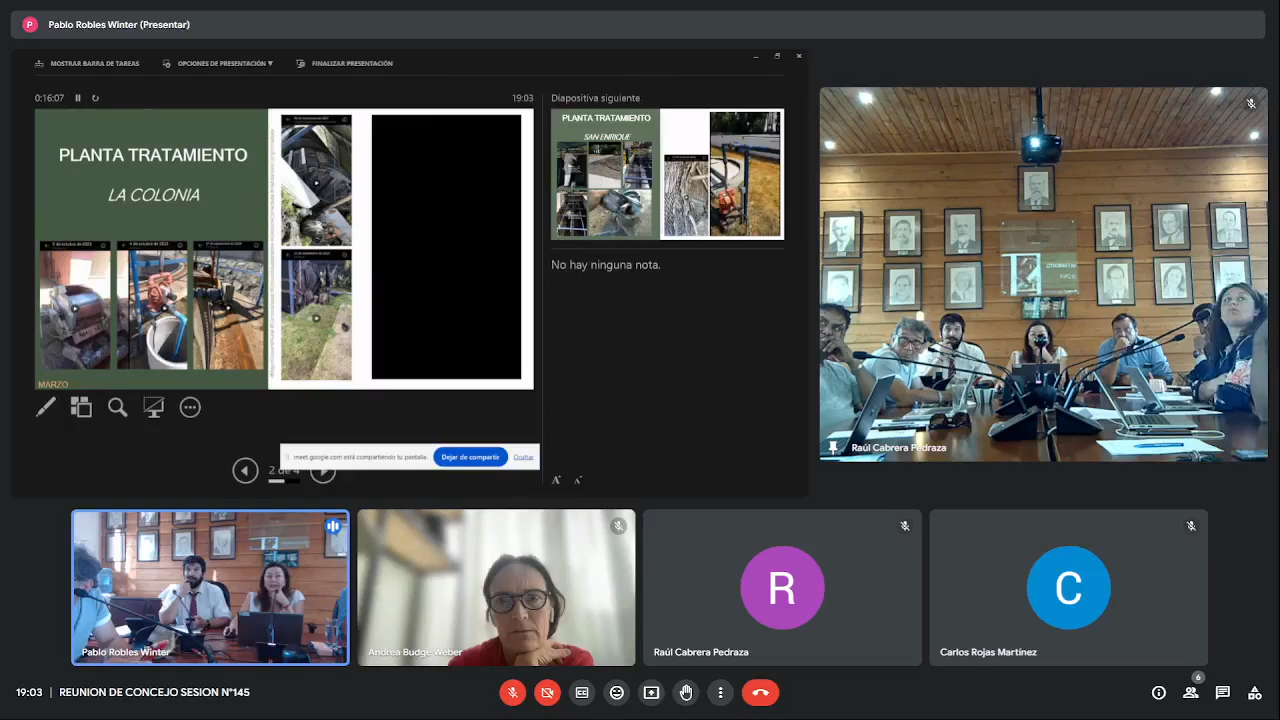 P Pablo Robles Winter (Presentar)
MOSTRAR BARRA DE TAREAS OPCIONES DE PRESENTACIÓN FINALIZAR PRESENTACIÓN
0:16:07 19:03 Diapositiva siguiente
PLANTA TRATAMIENTO
LA COLONIA
MARZO
PLANTA TRATAMIENTO
SAN ENRIQUE
No hay ninguna nota.
meet.google.com está compartiendo tu pantalla. Dejar de compartir Ocultar
2 de 4
Raúl Cabrera Pedraza
Pablo Robles Winter
Andrea Budge Weber
R
Raúl Cabrera Pedraza
C
Carlos Rojas Martínez
19:03 | REUNION DE CONCEJO SESION N°145
6